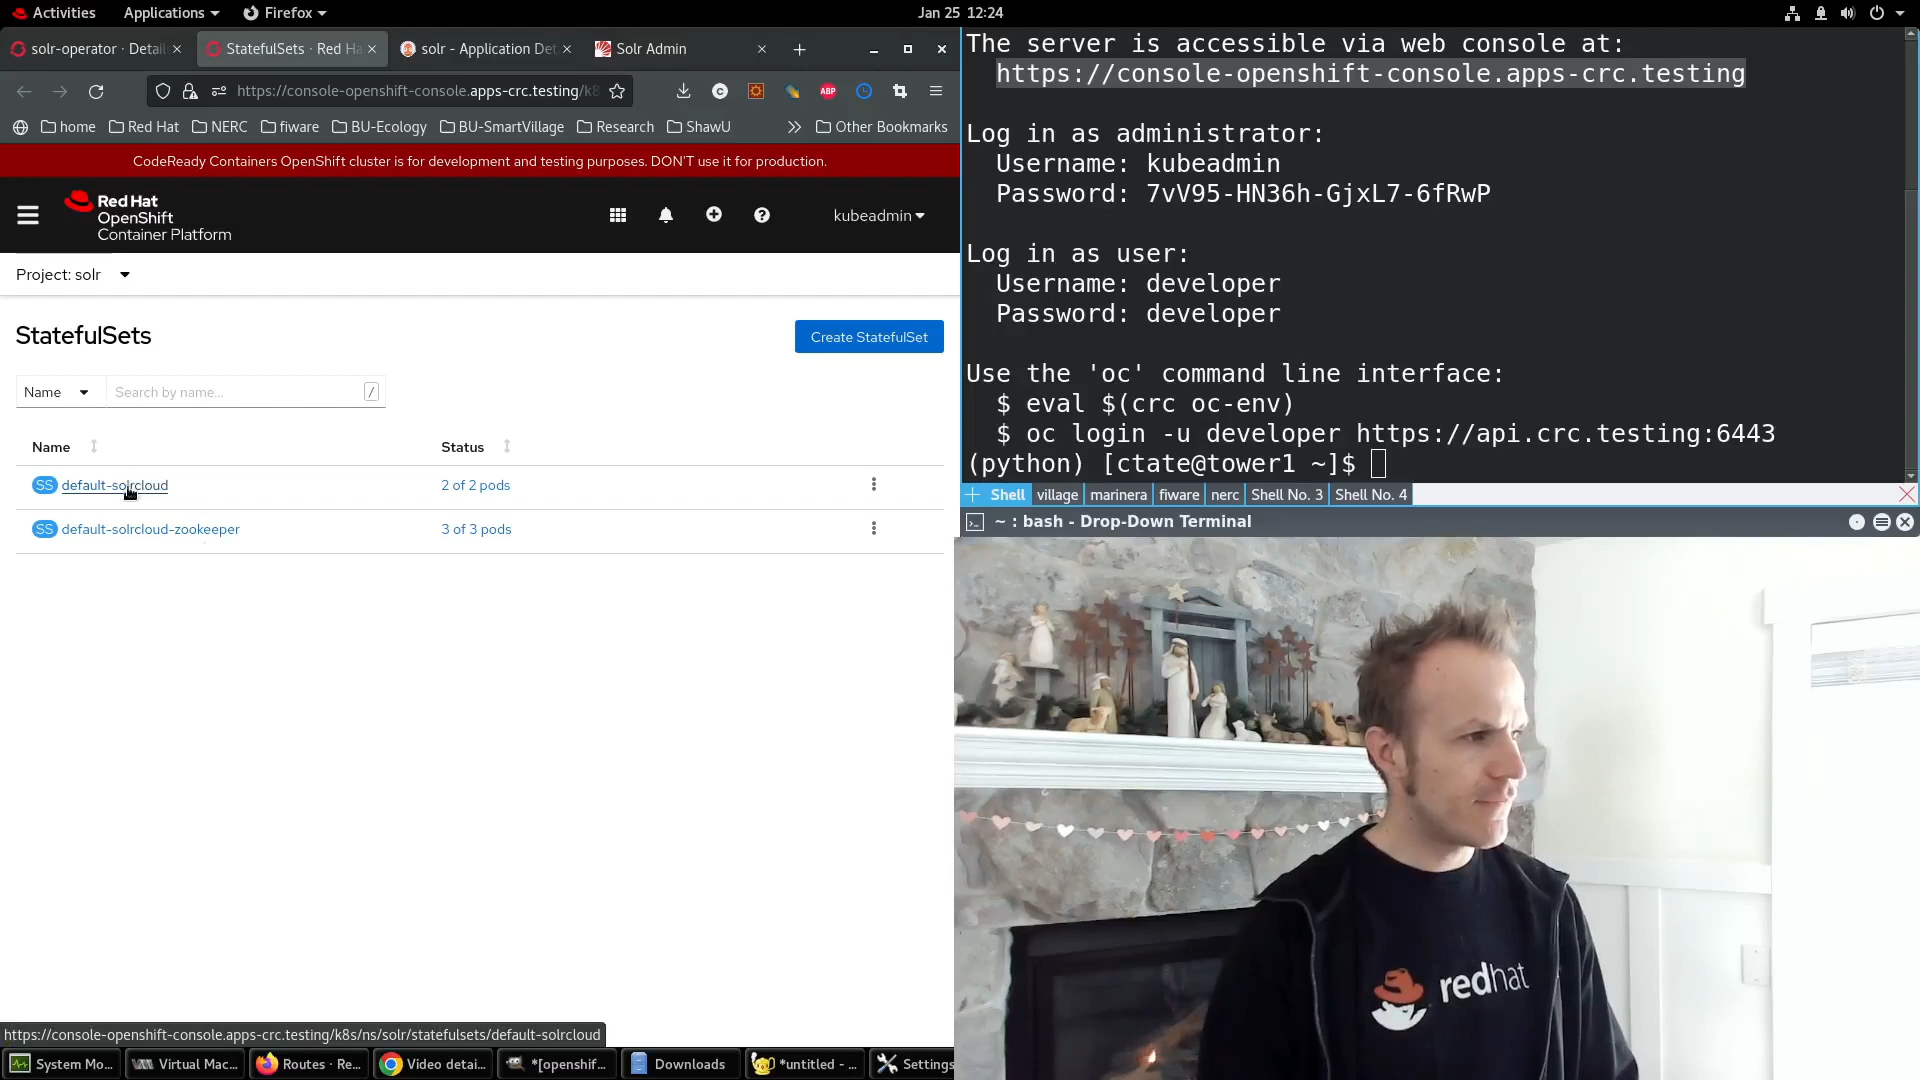 Activities
Applications
Firefox
Jan 25 12:24
solr-operator · Detail
StatefulSets · Red Ha
solr - Application Det
Solr Admin
https://console-openshift-console.apps-crc.testing/k8
ABP
home
Red Hat
NERC
fiware
BU-Ecology
BU-SmartVillage
Research
ShawU
Other Bookmarks
CodeReady Containers OpenShift cluster is for development and testing purposes. DON'T use it for production.
Red Hat
OpenShift
Container Platform
kubeadmin
Project: solr
StatefulSets
Create StatefulSet
Name
Search by name...
/
Name
Status
SS default-solrcloud
2 of 2 pods
SS default-solrcloud-zookeeper
3 of 3 pods
https://console-openshift-console.apps-crc.testing/k8s/ns/solr/statefulsets/default-solrcloud
System Mo...
Virtual Mac...
Routes · Re...
Video detai...
*[openshif...
Downloads
*untitled - ...
Settings
The server is accessible via web console at:
https://console-openshift-console.apps-crc.testing
Log in as administrator:
Username: kubeadmin
Password: 7vV95-HN36h-GjxL7-6fRwP
Log in as user:
Username: developer
Password: developer
Use the 'oc' command line interface:
$ eval $(crc oc-env)
$ oc login -u developer https://api.crc.testing:6443
(python) [ctate@tower1 ~]$
Shell
village
marinera
fiware
nerc
Shell No. 3
Shell No. 4
~ : bash - Drop-Down Terminal
redhat